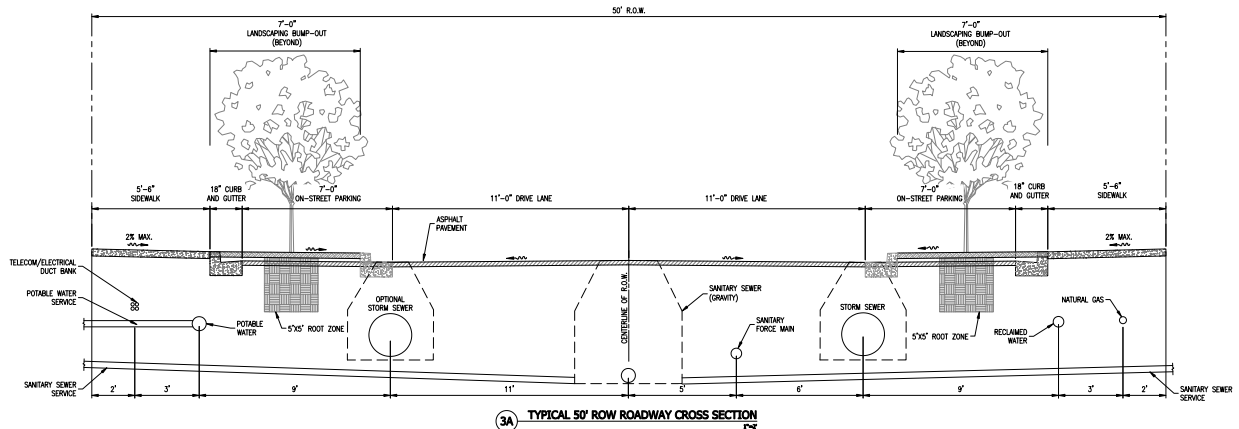 50' R.O.W.
7'-0"
LANDSCAPING BUMP-OUT
(BEYOND)
7'-0"
LANDSCAPING BUMP-OUT
(BEYOND)
5'-6"
SIDEWALK
18" CURB
AND GUTTER
7'-0"
ON-STREET PARKING
11'-0" DRIVE LANE
11'-0" DRIVE LANE
7'-0"
ON-STREET PARKING
18" CURB
AND GUTTER
5'-6"
SIDEWALK
2% MAX.
ASPHALT
PAVEMENT
2% MAX.
TELECOM/ELECTRICAL
DUCT BANK
POTABLE WATER
SERVICE
POTABLE
WATER
5'X5' ROOT ZONE
OPTIONAL
STORM SEWER
CENTERLINE OF R.O.W.
SANITARY SEWER
(GRAVITY)
SANITARY
FORCE MAIN
STORM SEWER
5'X5' ROOT ZONE
RECLAIMED
WATER
NATURAL GAS
SANITARY SEWER
SERVICE
2'
3'
9'
11'
5'
6'
9'
3'
2'
SANITARY SEWER
SERVICE
3A TYPICAL 50' ROW ROADWAY CROSS SECTION